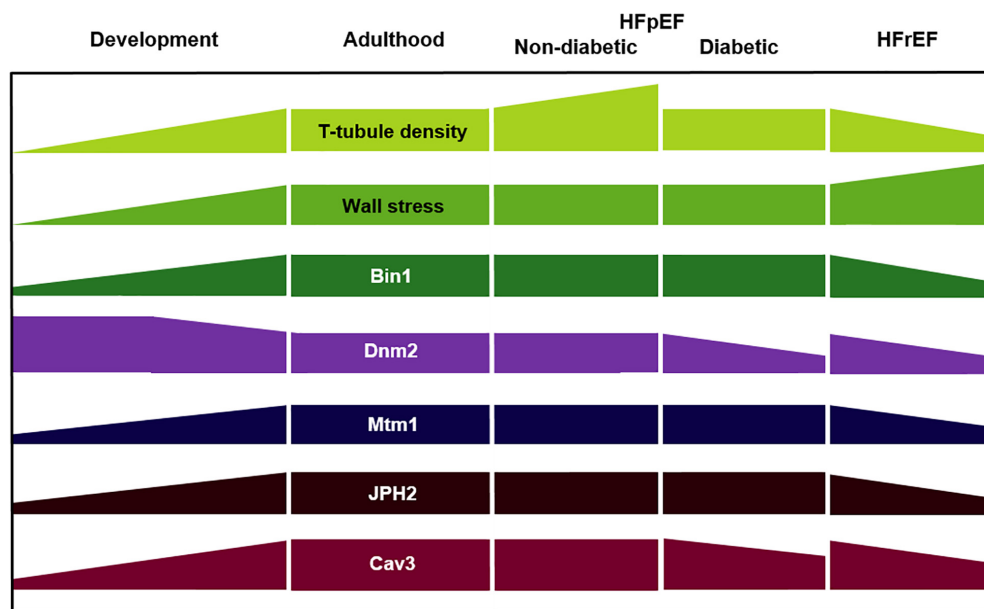 HFpEF
Development Adulthood Non-diabetic Diabetic HFrEF
T-tubule density
Wall stress
Bin1
Dnm2
Mtm1
JPH2
Cav3